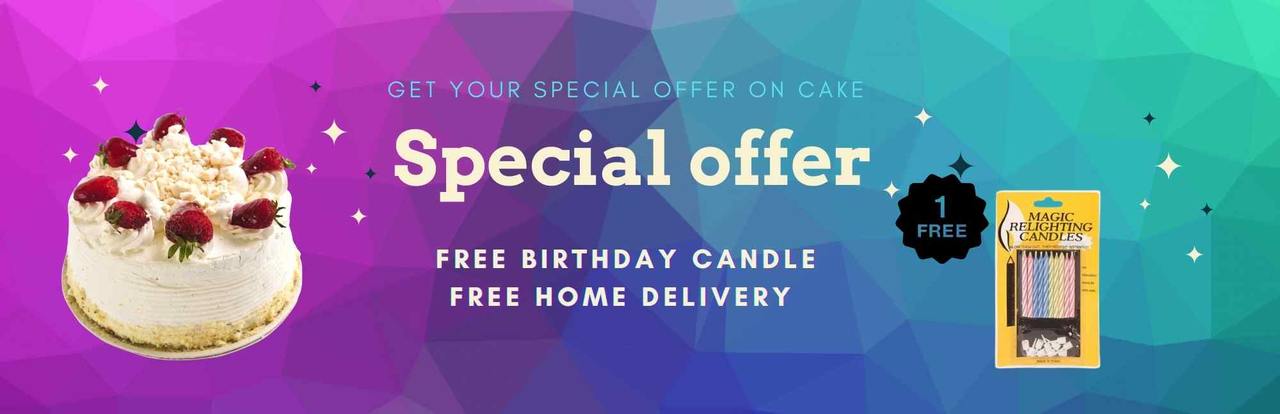 GET YOUR SPECIAL OFFER ON CAKE
Special offer
FREE BIRTHDAY CANDLE
FREE HOME DELIVERY
1
FREE
MAGIC
RELIGHTING
CANDLES